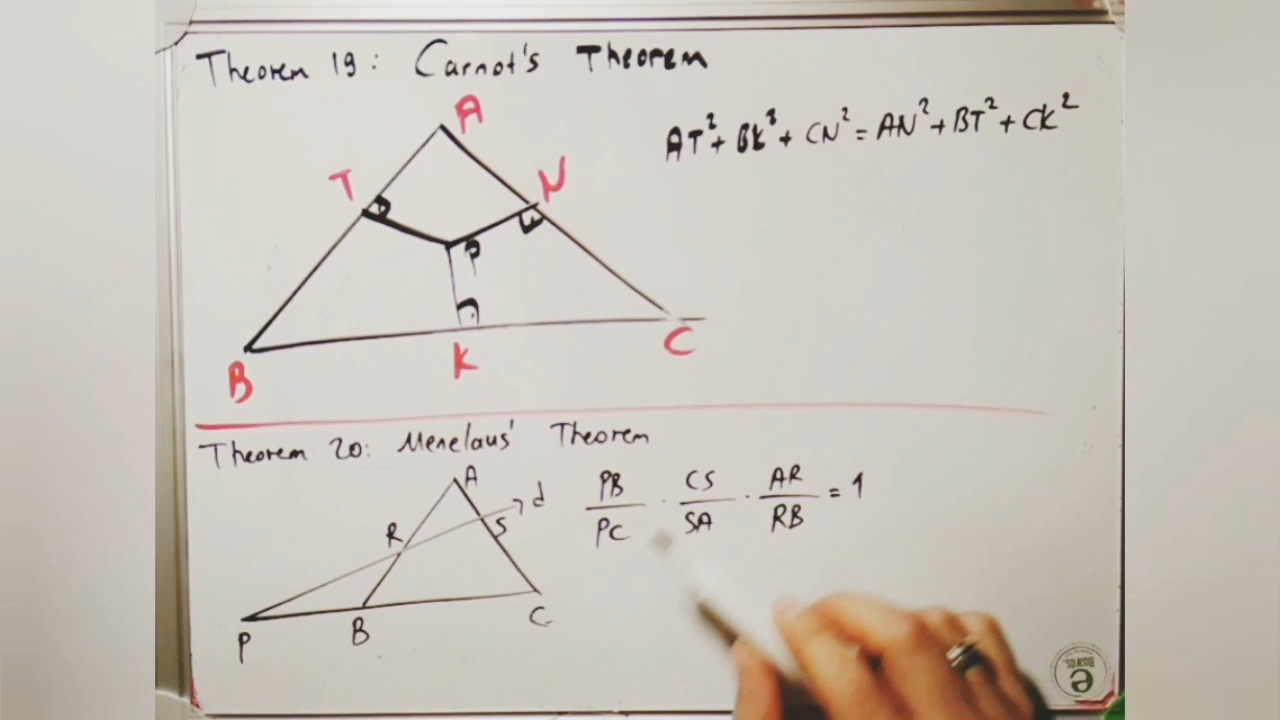 Theorem 19: Carnot's Theorem
A
AT² + BK² + CN² = AN² + BT² + CK²
T
N
P
B
K
C
Theorem 20: Menelaus' Theorem
A
d
R
S
P
B
C
PB/PC · CS/SA · AR/RB = 1
e